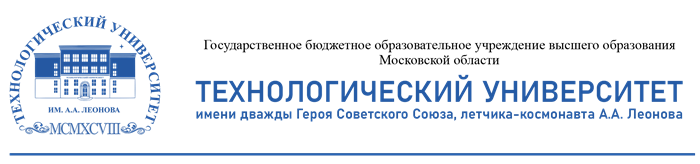 ТЕХНОЛОГИЧЕСКИЙ УНИВЕРСИТЕТ
ИМ. А.А. ЛЕОНОВА
MCMXCVIII
Государственное бюджетное образовательное учреждение высшего образования
Московской области
ТЕХНОЛОГИЧЕСКИЙ УНИВЕРСИТЕТ
имени дважды Героя Советского Союза, летчика-космонавта А.А. Леонова